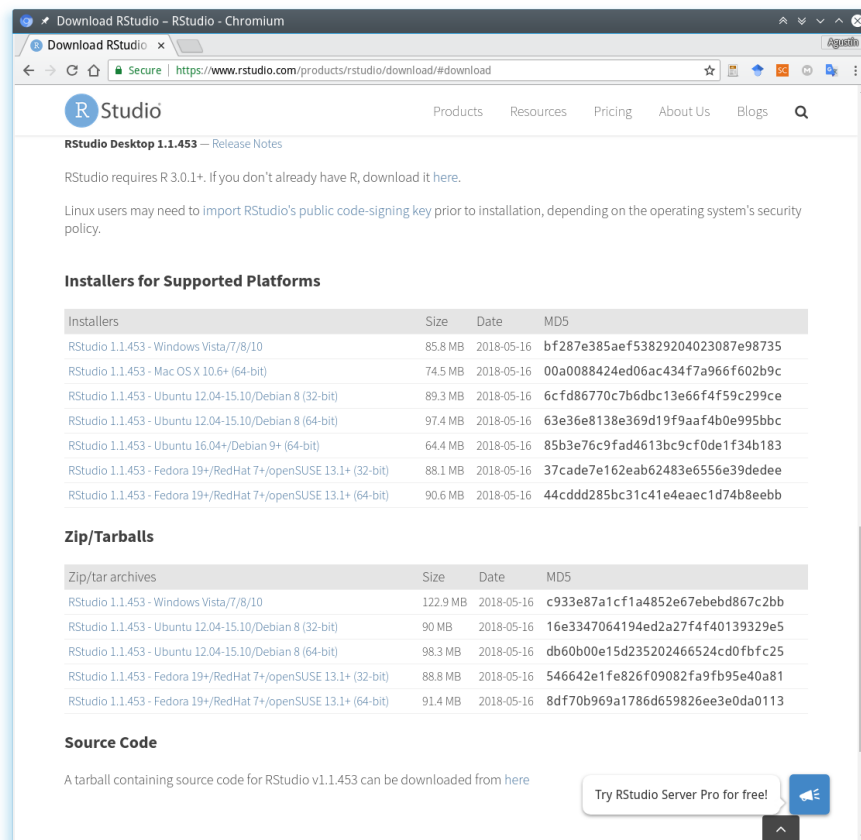 Download RStudio – RStudio - Chromium
Download RStudio
Agustin
Secure https://www.rstudio.com/products/rstudio/download/#download
R Studio Products Resources Pricing About Us Blogs
RStudio Desktop 1.1.453 — Release Notes
RStudio requires R 3.0.1+. If you don't already have R, download it here.
Linux users may need to import RStudio's public code-signing key prior to installation, depending on the operating system's security
policy.
Installers for Supported Platforms
Installers Size Date MD5
RStudio 1.1.453 - Windows Vista/7/8/10 85.8 MB 2018-05-16 bf287e385aef53829204023087e98735
RStudio 1.1.453 - Mac OS X 10.6+ (64-bit) 74.5 MB 2018-05-16 00a0088424ed06ac434f7a966f602b9c
RStudio 1.1.453 - Ubuntu 12.04-15.10/Debian 8 (32-bit) 89.3 MB 2018-05-16 6cfd86770c7b6dbc13e66f4f59c299ce
RStudio 1.1.453 - Ubuntu 12.04-15.10/Debian 8 (64-bit) 97.4 MB 2018-05-16 63e36e8138e369d19f9aaf4b0e995bbc
RStudio 1.1.453 - Ubuntu 16.04+/Debian 9+ (64-bit) 64.4 MB 2018-05-16 85b3e76c9fad4613bc9cf0de1f34b183
RStudio 1.1.453 - Fedora 19+/RedHat 7+/openSUSE 13.1+ (32-bit) 88.1 MB 2018-05-16 37cade7e162eab62483e6556e39dedee
RStudio 1.1.453 - Fedora 19+/RedHat 7+/openSUSE 13.1+ (64-bit) 90.6 MB 2018-05-16 44cddd285bc31c41e4eaec1d74b8eebb
Zip/Tarballs
Zip/tar archives Size Date MD5
RStudio 1.1.453 - Windows Vista/7/8/10 122.9 MB 2018-05-16 c933e87a1cf1a4852e67ebebd867c2bb
RStudio 1.1.453 - Ubuntu 12.04-15.10/Debian 8 (32-bit) 90 MB 2018-05-16 16e3347064194ed2a27f4f40139329e5
RStudio 1.1.453 - Ubuntu 12.04-15.10/Debian 8 (64-bit) 98.3 MB 2018-05-16 db60b00e15d235202466524cd0fbfc25
RStudio 1.1.453 - Fedora 19+/RedHat 7+/openSUSE 13.1+ (32-bit) 88.8 MB 2018-05-16 546642e1fe826f09082fa9fb95e40a81
RStudio 1.1.453 - Fedora 19+/RedHat 7+/openSUSE 13.1+ (64-bit) 91.4 MB 2018-05-16 8df70b969a1786d659826ee3e0da0113
Source Code
A tarball containing source code for RStudio v1.1.453 can be downloaded from here
Try RStudio Server Pro for free!